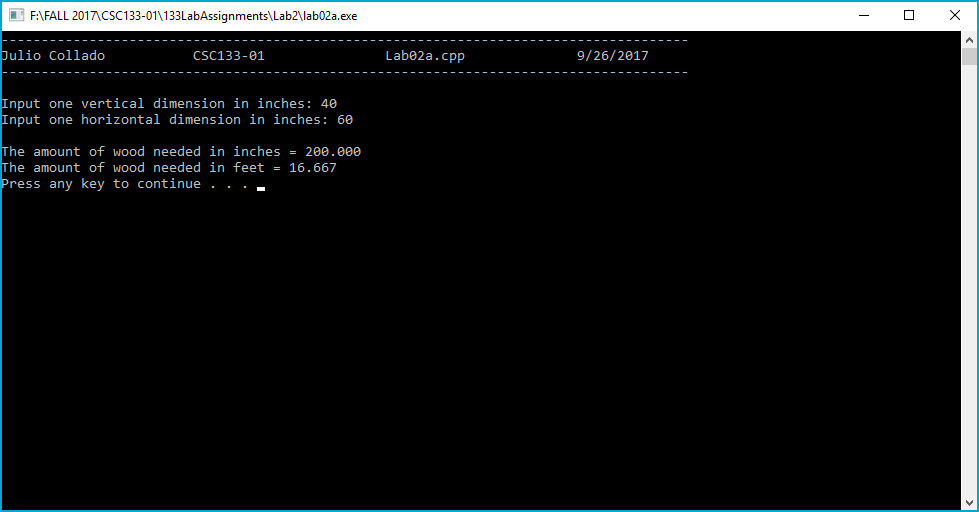 F:\FALL 2017\CSC133-01\133LabAssignments\Lab2\lab02a.exe
--------------------------------------------------------------------------------------
Julio Collado           CSC133-01               Lab02a.cpp              9/26/2017
--------------------------------------------------------------------------------------
Input one vertical dimension in inches: 40
Input one horizontal dimension in inches: 60
The amount of wood needed in inches = 200.000
The amount of wood needed in feet = 16.667
Press any key to continue . . .